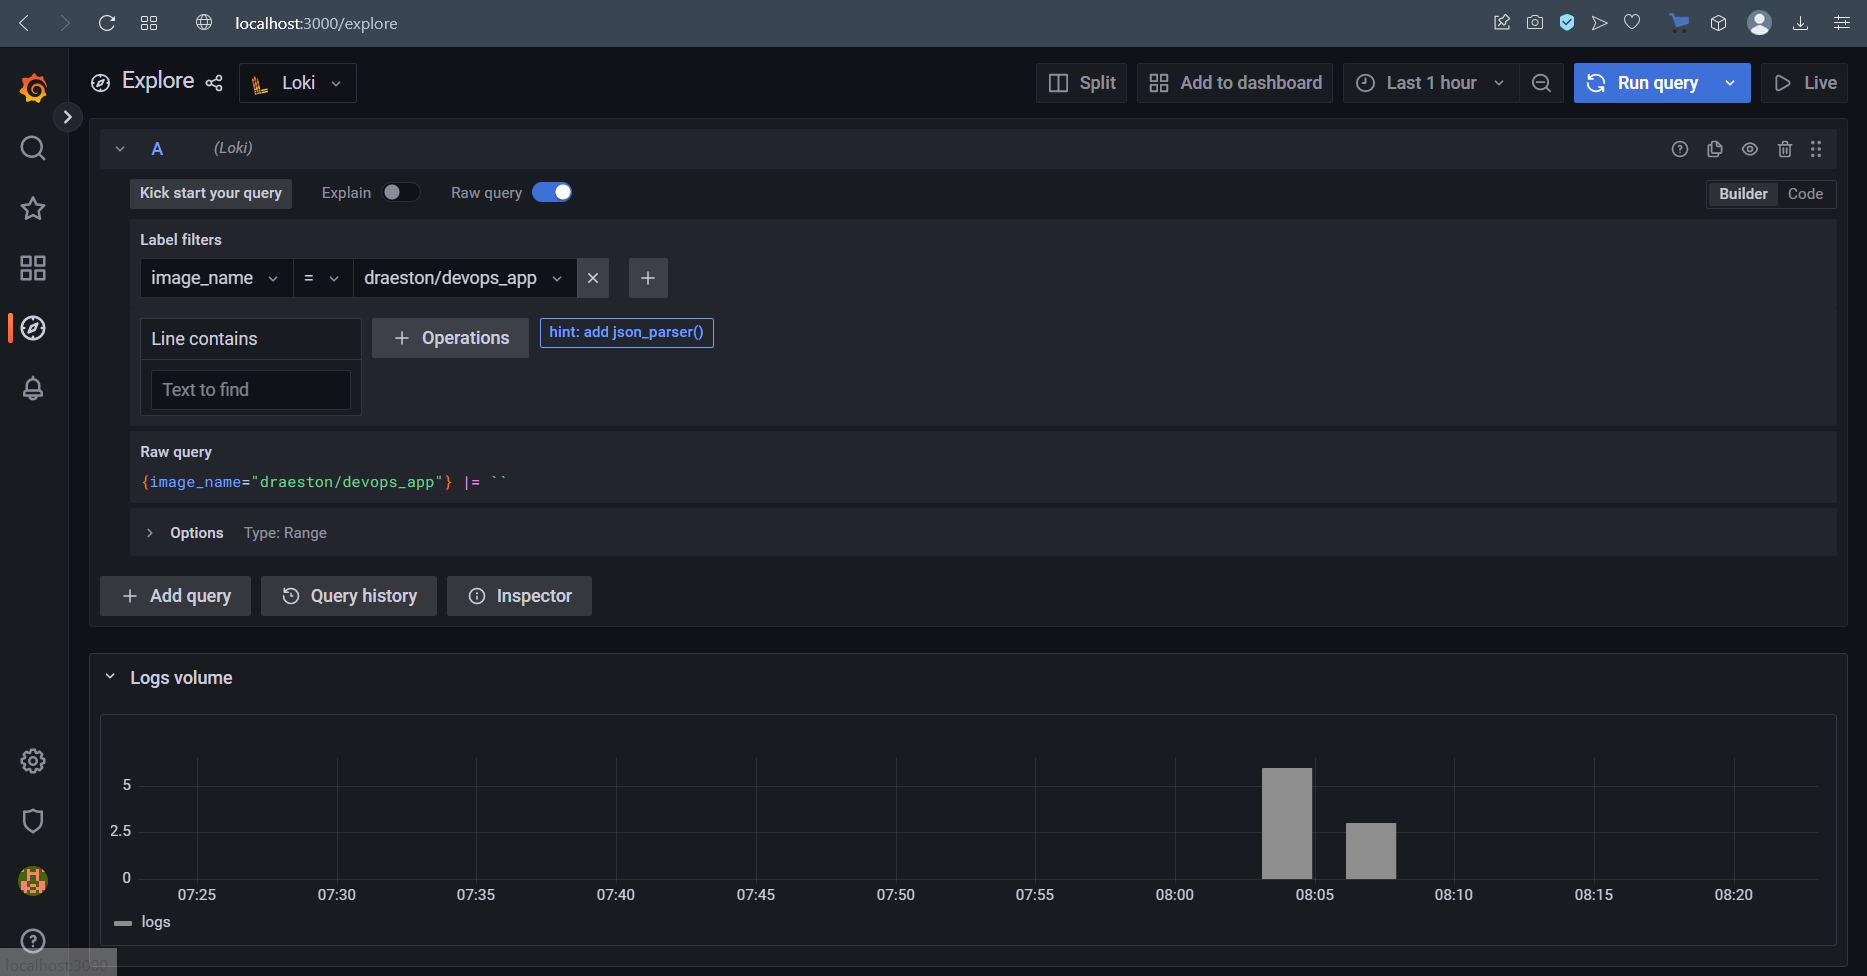 localhost:3000/explore
Explore Loki Split Add to dashboard Last 1 hour Run query Live
A (Loki)
Kick start your query Explain Raw query Builder Code
Label filters
image_name = draeston/devops_app
Line contains + Operations hint: add json_parser()
Text to find
Raw query
{image_name="draeston/devops_app"} |= ``
Options Type: Range
+ Add query Query history Inspector
Logs volume
5
2.5
0
07:25 07:30 07:35 07:40 07:45 07:50 07:55 08:00 08:05 08:10 08:15 08:20
logs
localhost:3000